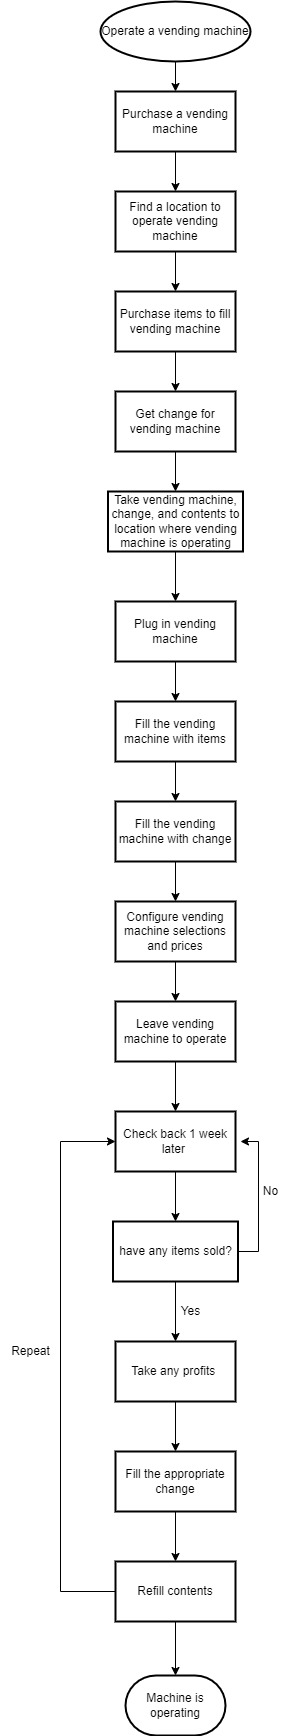 Operate a vending machine
Purchase a vending
machine
Find a location to
operate vending
machine
Purchase items to fill
vending machine
Get change for
vending machine
Take vending machine,
change, and contents to
location where vending
machine is operating
Plug in vending
machine
Fill the vending
machine with items
Fill the vending
machine with change
Configure vending
machine selections
and prices
Leave vending
machine to operate
Check back 1 week
later
No
have any items sold?
Yes
Repeat
Take any profits
Fill the appropriate
change
Refill contents
Machine is
operating